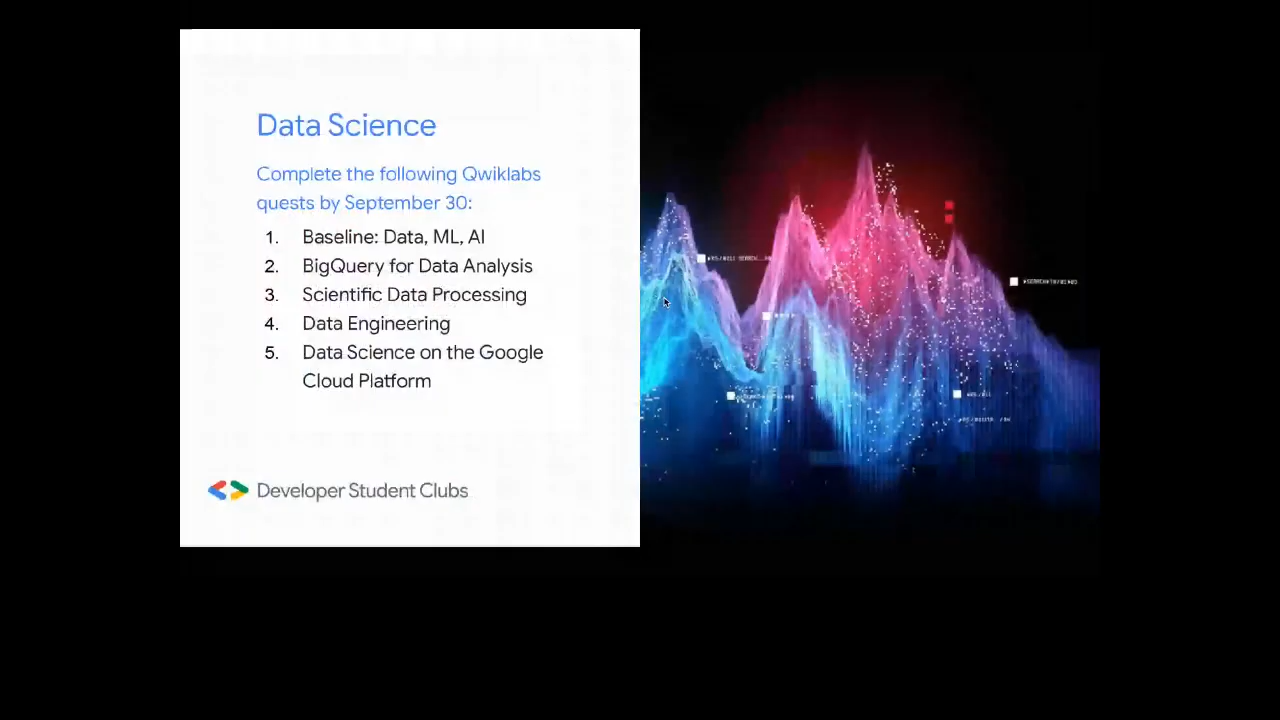 Data Science
Complete the following Qwiklabs
quests by September 30:
1. Baseline: Data, ML, AI
2. BigQuery for Data Analysis
3. Scientific Data Processing
4. Data Engineering
5. Data Science on the Google
Cloud Platform
Developer Student Clubs